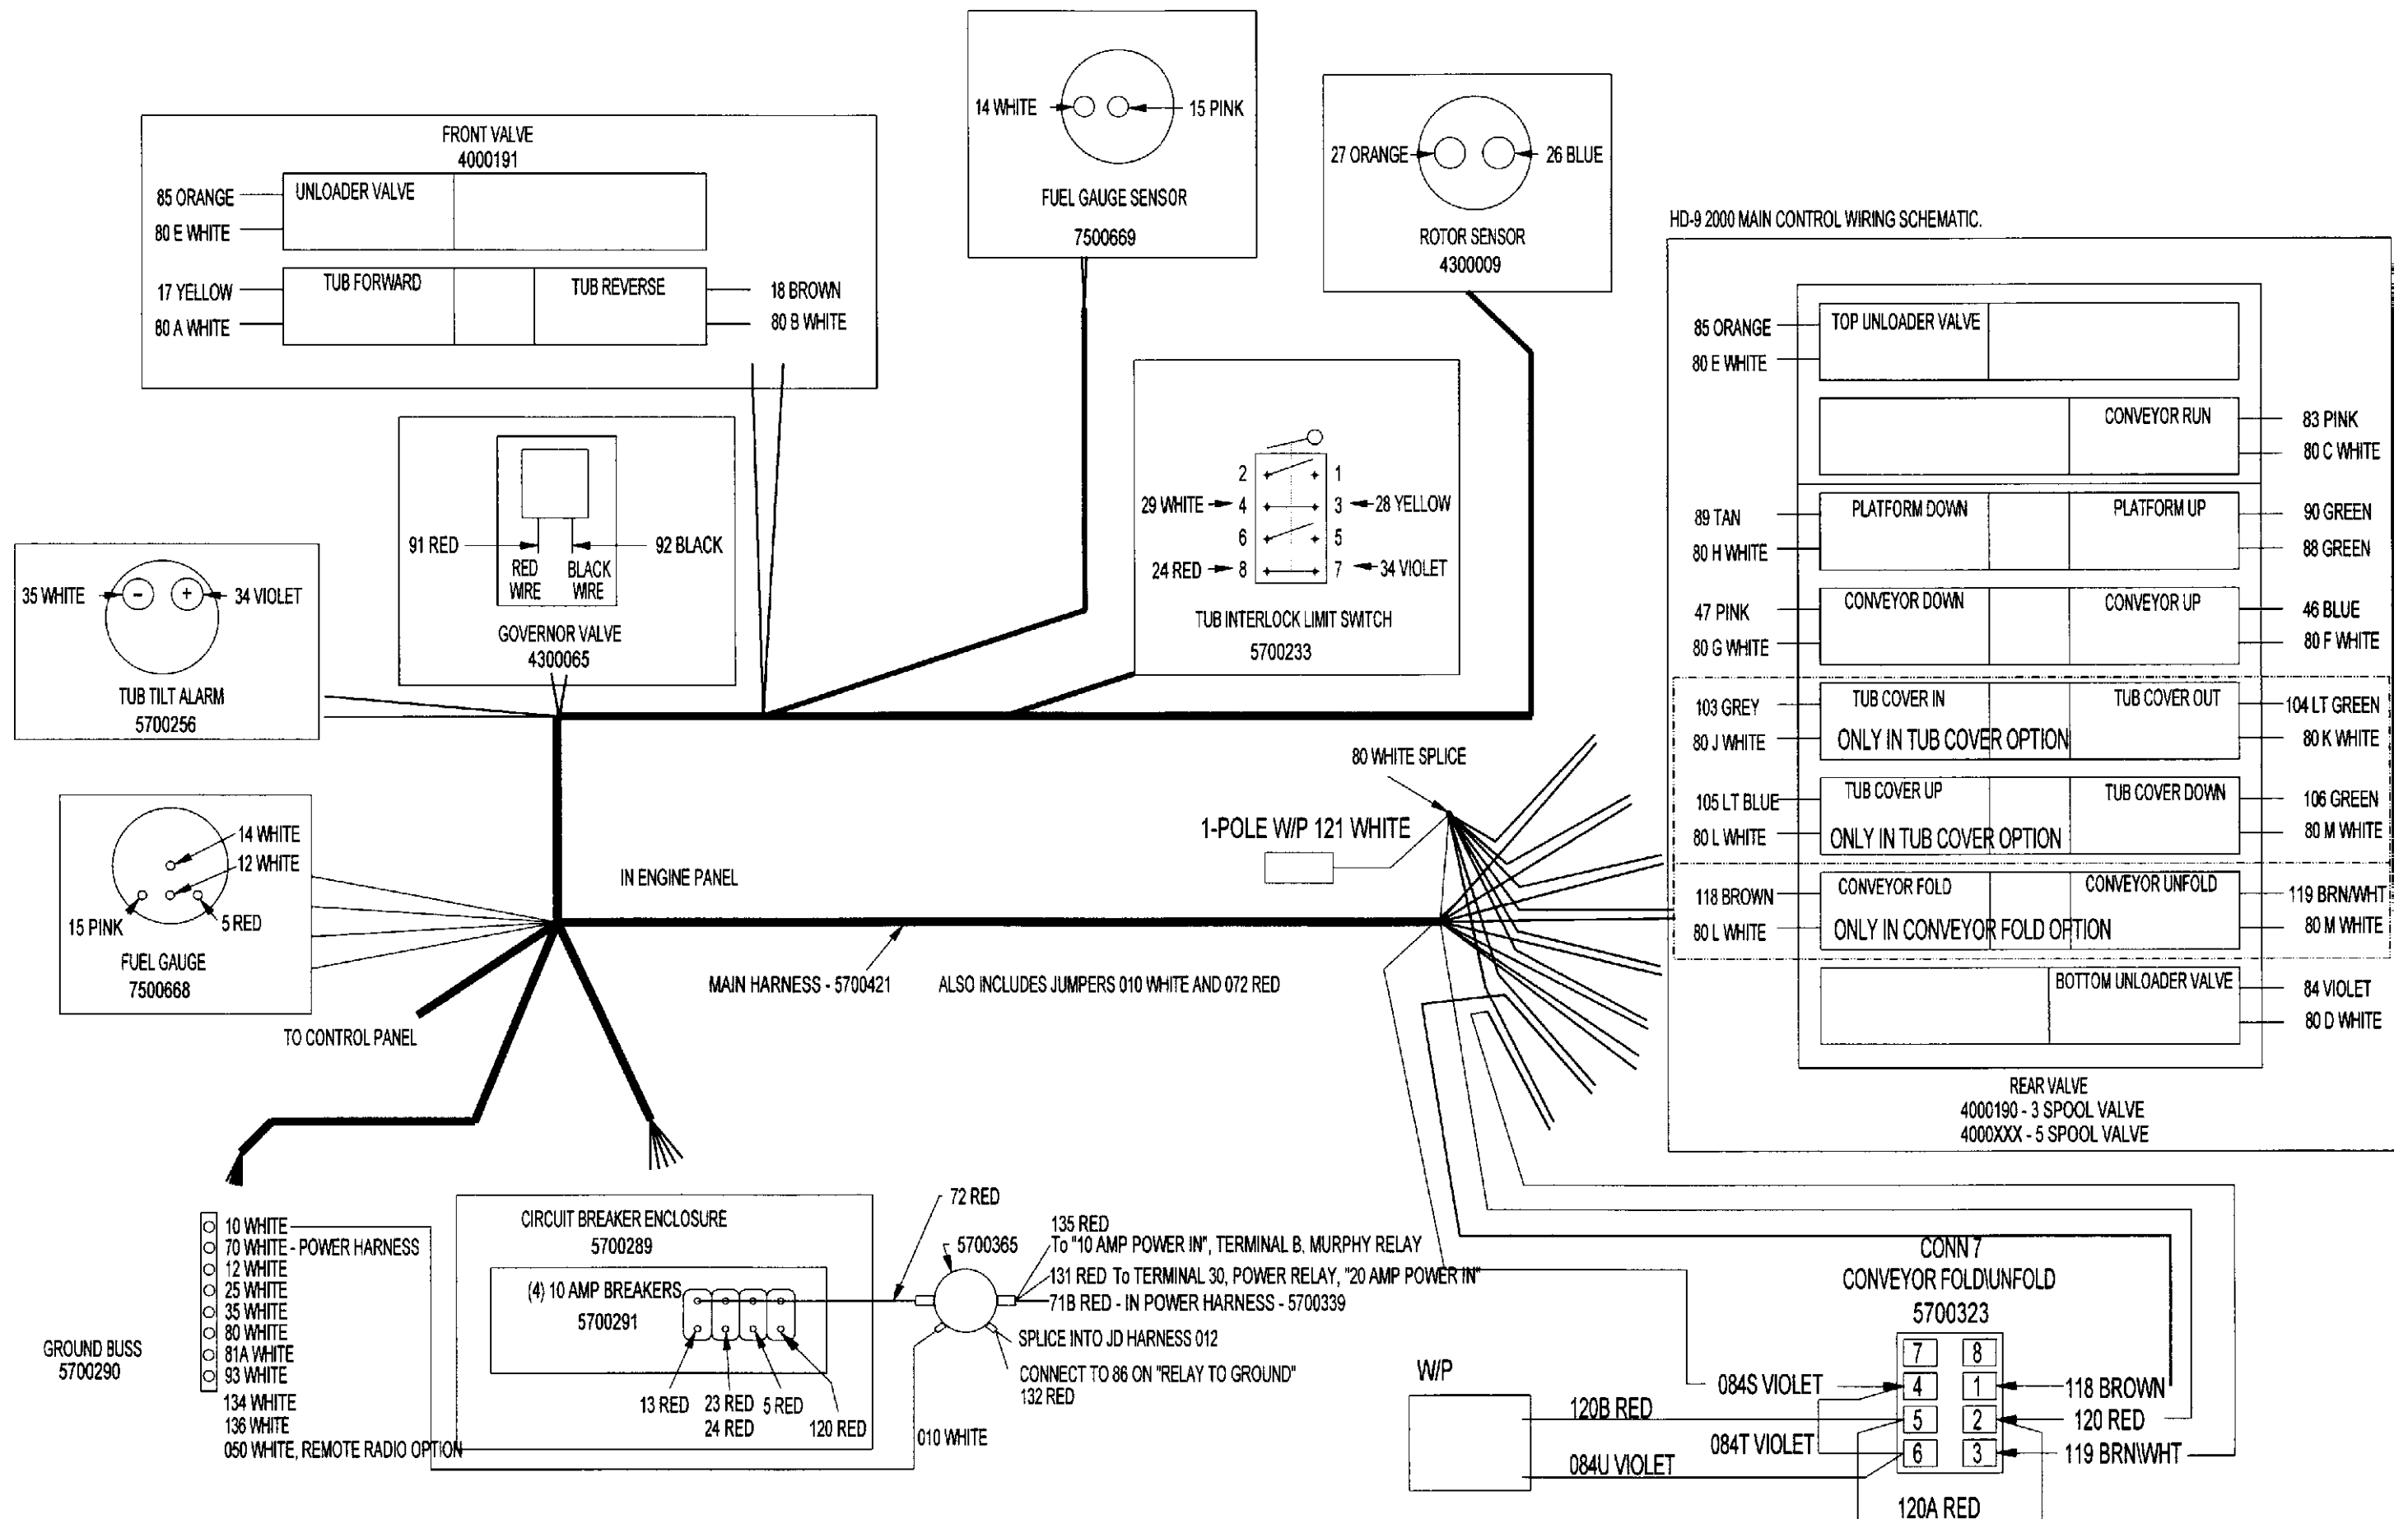 14 WHITE
15 PINK
FUEL GAUGE SENSOR
7500669
27 ORANGE
26 BLUE
ROTOR SENSOR
4300009
FRONT VALVE
4000191
85 ORANGE
UNLOADER VALVE
80 E WHITE
17 YELLOW
TUB FORWARD
TUB REVERSE
18 BROWN
80 A WHITE
80 B WHITE
91 RED
92 BLACK
RED WIRE
BLACK WIRE
GOVERNOR VALVE
4300065
35 WHITE
-
+
34 VIOLET
TUB TILT ALARM
5700256
2
1
29 WHITE
4
3
28 YELLOW
6
5
24 RED
8
7
34 VIOLET
TUB INTERLOCK LIMIT SWITCH
5700233
14 WHITE
12 WHITE
15 PINK
5 RED
FUEL GAUGE
7500668
IN ENGINE PANEL
MAIN HARNESS - 5700421
ALSO INCLUDES JUMPERS 010 WHITE AND 072 RED
TO CONTROL PANEL
80 WHITE SPLICE
1-POLE W/P 121 WHITE
HD-9 2000 MAIN CONTROL WIRING SCHEMATIC.
85 ORANGE
TOP UNLOADER VALVE
80 E WHITE
CONVEYOR RUN
83 PINK
80 C WHITE
89 TAN
PLATFORM DOWN
PLATFORM UP
90 GREEN
80 H WHITE
88 GREEN
47 PINK
CONVEYOR DOWN
CONVEYOR UP
46 BLUE
80 G WHITE
80 F WHITE
103 GREY
TUB COVER IN
TUB COVER OUT
104 LT GREEN
80 J WHITE
ONLY IN TUB COVER OPTION
80 K WHITE
105 LT BLUE
TUB COVER UP
TUB COVER DOWN
106 GREEN
80 L WHITE
ONLY IN TUB COVER OPTION
80 M WHITE
118 BROWN
CONVEYOR FOLD
CONVEYOR UNFOLD
119 BRN/WHT
80 L WHITE
ONLY IN CONVEYOR FOLD OPTION
80 M WHITE
BOTTOM UNLOADER VALVE
84 VIOLET
80 D WHITE
REAR VALVE
4000190 - 3 SPOOL VALVE
4000XXX - 5 SPOOL VALVE
GROUND BUSS
5700290
10 WHITE
70 WHITE - POWER HARNESS
12 WHITE
25 WHITE
35 WHITE
80 WHITE
81A WHITE
93 WHITE
134 WHITE
136 WHITE
050 WHITE, REMOTE RADIO OPTION
CIRCUIT BREAKER ENCLOSURE
5700289
(4) 10 AMP BREAKERS
5700291
13 RED
23 RED
24 RED
5 RED
120 RED
72 RED
5700365
135 RED
To "10 AMP POWER IN", TERMINAL B, MURPHY RELAY
131 RED To TERMINAL 30, POWER RELAY, "20 AMP POWER IN"
71B RED - IN POWER HARNESS - 5700339
SPLICE INTO JD HARNESS 012
CONNECT TO 86 ON "RELAY TO GROUND"
132 RED
010 WHITE
CONN 7
CONVEYOR FOLD\UNFOLD
5700323
W/P
7
8
084S VIOLET
4
1
118 BROWN
120B RED
5
2
120 RED
084T VIOLET
6
3
119 BRN\WHT
084U VIOLET
120A RED